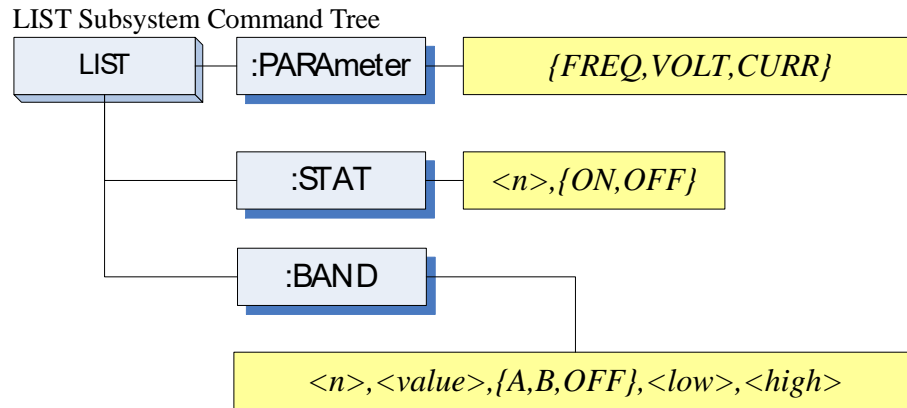 LIST Subsystem Command Tree
LIST :PARAmeter {FREQ,VOLT,CURR}
:STAT <n>,{ON,OFF}
:BAND
<n>,<value>,{A,B,OFF},<low>,<high>